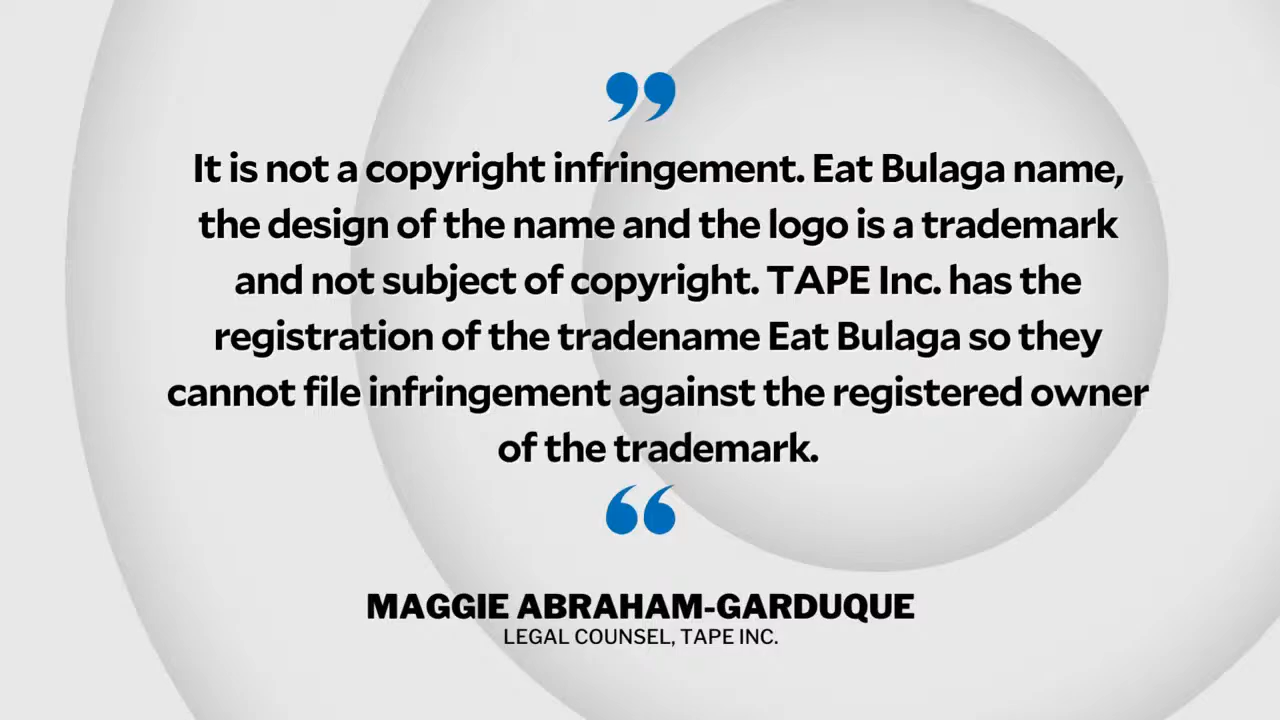 ”
It is not a copyright infringement. Eat Bulaga name,
the design of the name and the logo is a trademark
and not subject of copyright. TAPE Inc. has the
registration of the tradename Eat Bulaga so they
cannot file infringement against the registered owner
of the trademark.
“
MAGGIE ABRAHAM-GARDUQUE
LEGAL COUNSEL, TAPE INC.